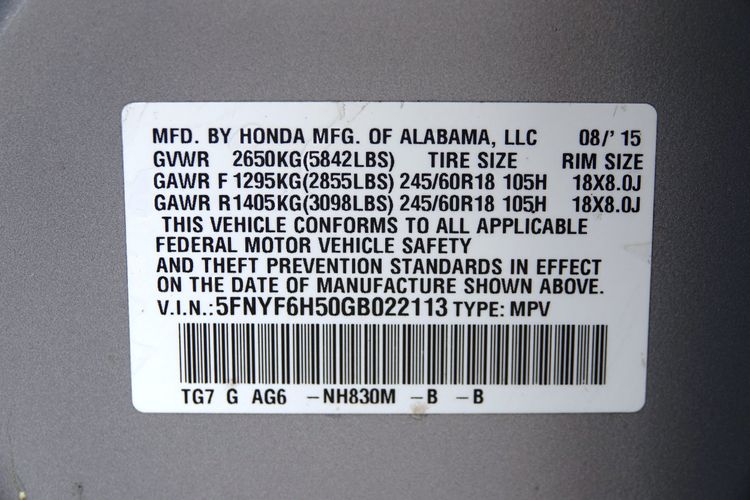 MFD. BY HONDA MFG. OF ALABAMA, LLC 08/'15
GVWR 2650KG(5842LBS) TIRE SIZE RIM SIZE
GAWR F 1295KG(2855LBS) 245/60R18 105H 18X8.0J
GAWR R1405KG(3098LBS) 245/60R18 105H 18X8.0J
THIS VEHICLE CONFORMS TO ALL APPLICABLE
FEDERAL MOTOR VEHICLE SAFETY
AND THEFT PREVENTION STANDARDS IN EFFECT
ON THE DATE OF MANUFACTURE SHOWN ABOVE.
V.I.N.:5FNYF6H50GB022113 TYPE: MPV
TG7 G AG6 -NH830M -B -B